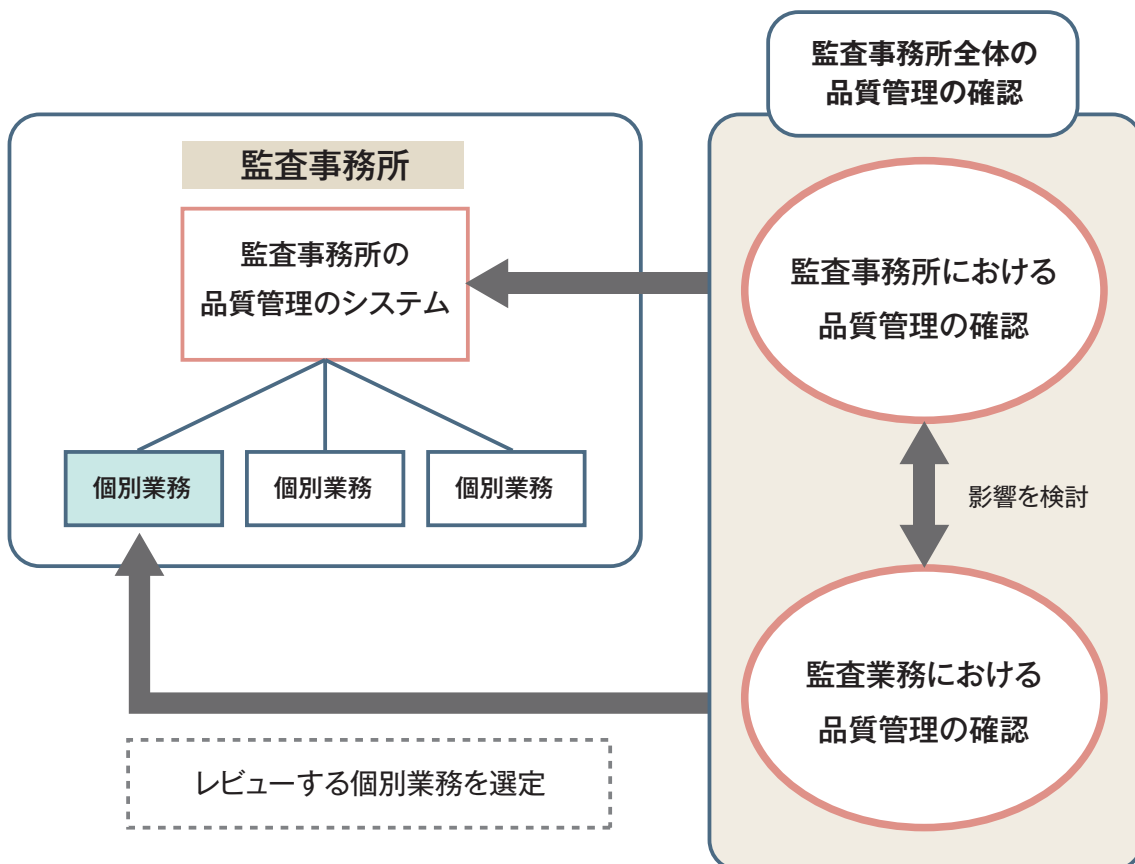 監査事務所全体の
品質管理の確認
監査事務所
監査事務所の
品質管理のシステム
個別業務
個別業務
個別業務
監査事務所における
品質管理の確認
影響を検討
監査業務における
品質管理の確認
レビューする個別業務を選定